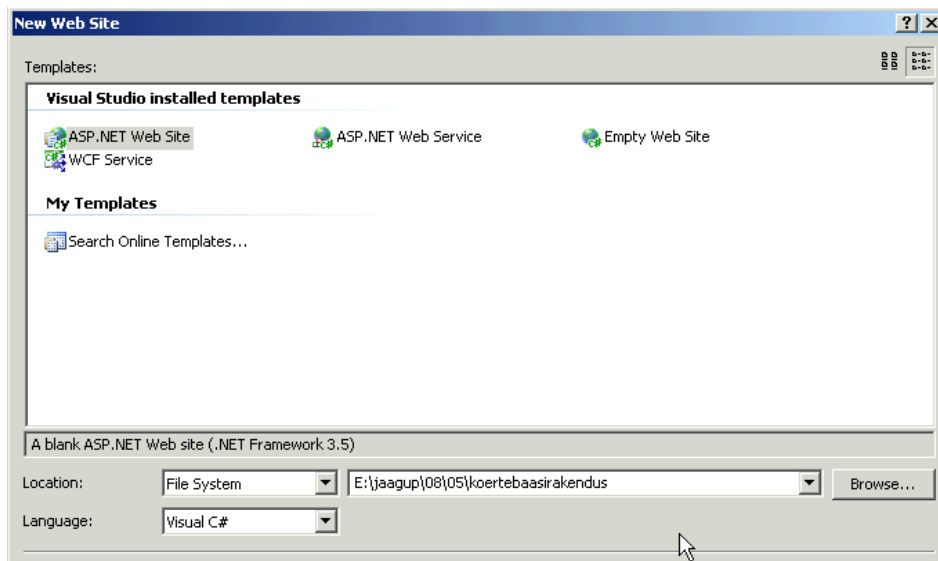 New Web Site
Templates:
Visual Studio installed templates
ASP.NET Web Site ASP.NET Web Service Empty Web Site
WCF Service
My Templates
Search Online Templates...
A blank ASP.NET Web site (.NET Framework 3.5)
Location: File System E:\jaagup\08\05\koertebaasirakendus Browse...
Language: Visual C#